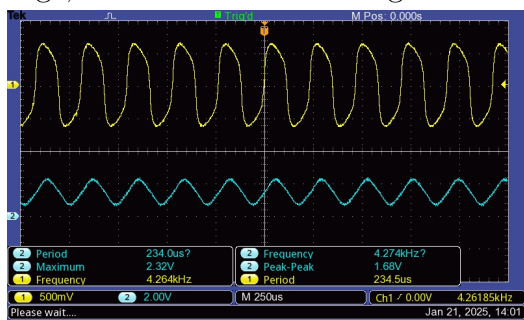 Tek Trig'd M Pos: 0.000s
T
1
2
2 Period 234.0us? 2 Frequency 4.274kHz?
2 Maximum 2.32V 2 Peak-Peak 1.68V
1 Frequency 4.264kHz 1 Period 234.5us
1 500mV 2 2.00V M 250us Ch1 / 0.00V 4.26185kHz
Please wait.... Jan 21, 2025, 14:01